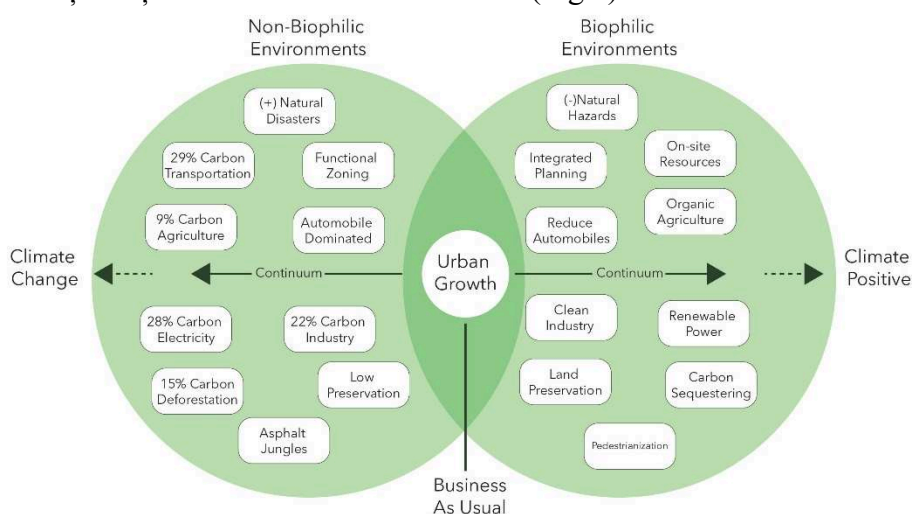 Non-Biophilic
Environments
Biophilic
Environments
(+) Natural
Disasters
29% Carbon
Transportation
Functional
Zoning
9% Carbon
Agriculture
Automobile
Dominated
Climate
Change
Continuum
28% Carbon
Electricity
22% Carbon
Industry
15% Carbon
Deforestation
Low
Preservation
Asphalt
Jungles
Urban
Growth
Business
As Usual
(-)Natural
Hazards
Integrated
Planning
On-site
Resources
Reduce
Automobiles
Organic
Agriculture
Continuum
Climate
Positive
Clean
Industry
Renewable
Power
Land
Preservation
Carbon
Sequestering
Pedestrianization